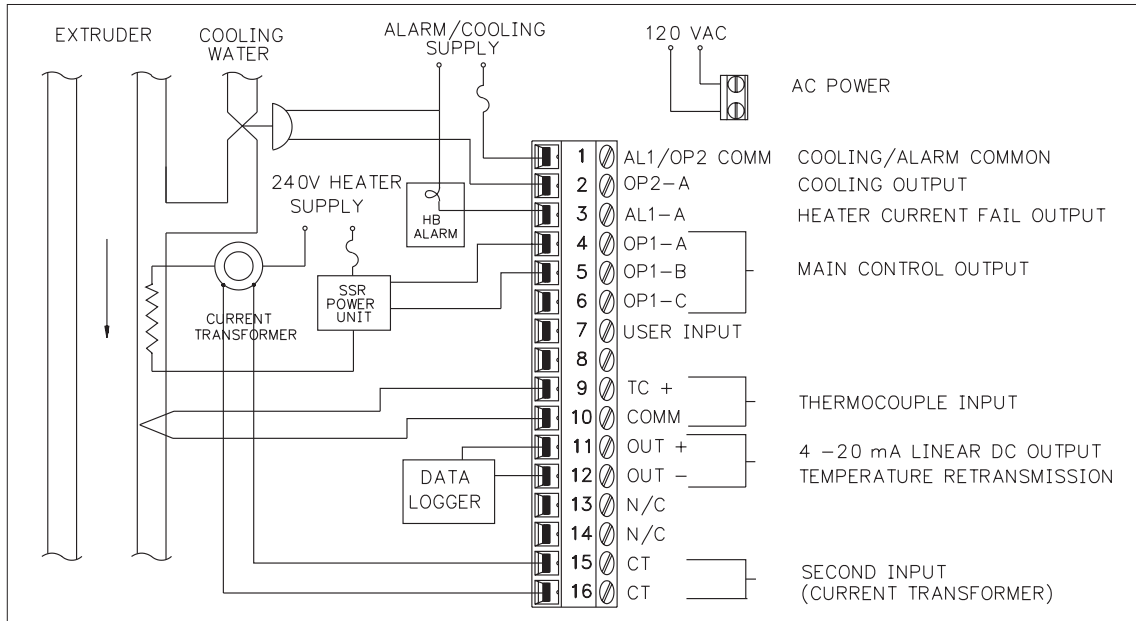 EXTRUDER
COOLING
WATER
ALARM/COOLING
SUPPLY
120 VAC
AC POWER
240V HEATER
SUPPLY
HB
ALARM
SSR
POWER
UNIT
CURRENT
TRANSFORMER
DATA
LOGGER
1 AL1/OP2 COMM COOLING/ALARM COMMON
2 OP2-A COOLING OUTPUT
3 AL1-A HEATER CURRENT FAIL OUTPUT
4 OP1-A
5 OP1-B
6 OP1-C
MAIN CONTROL OUTPUT
7 USER INPUT
8
9 TC +
10 COMM
THERMOCOUPLE INPUT
11 OUT +
12 OUT -
4 -20 mA LINEAR DC OUTPUT
TEMPERATURE RETRANSMISSION
13 N/C
14 N/C
15 CT
16 CT
SECOND INPUT
(CURRENT TRANSFORMER)